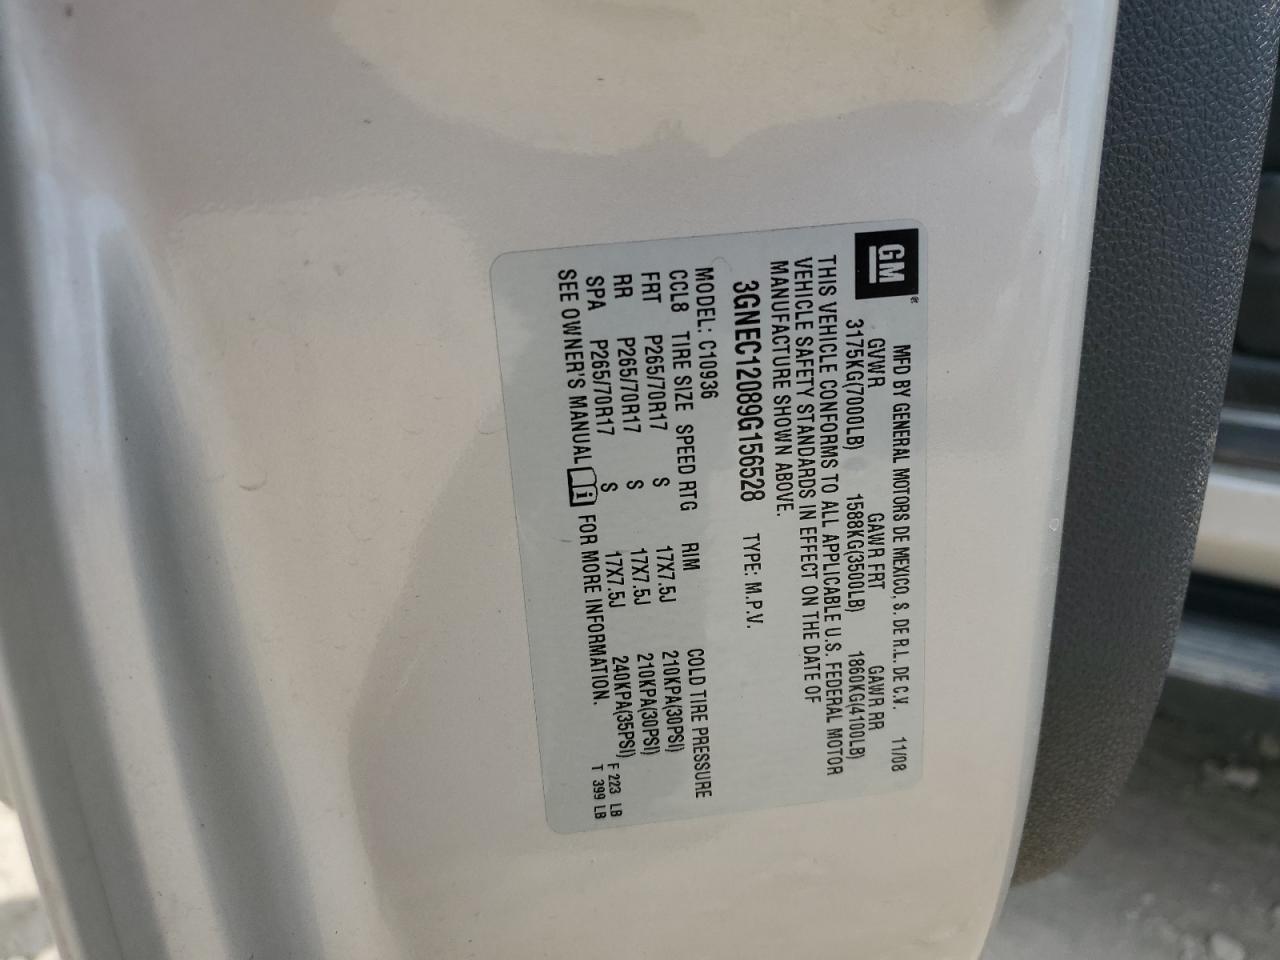 GM
MFD BY GENERAL MOTORS DE MEXICO, S. DE R.L. DE C.V. 11/08
GVWR GAWR FRT GAWR RR
3175KG(7000LB) 1588KG(3500LB) 1860KG(4100LB)
THIS VEHICLE CONFORMS TO ALL APPLICABLE U.S. FEDERAL MOTOR
VEHICLE SAFETY STANDARDS IN EFFECT ON THE DATE OF
MANUFACTURE SHOWN ABOVE.
3GNEC12089G156528 TYPE: M.P.V.
MODEL: C10936
CCL8 TIRE SIZE SPEED RTG RIM COLD TIRE PRESSURE
FRT P265/70R17 S 17X7.5J 210KPA(30PSI)
RR P265/70R17 S 17X7.5J 210KPA(30PSI)
SPA P265/70R17 S 17X7.5J 240KPA(35PSI) F 223 LB
SEE OWNER'S MANUAL i FOR MORE INFORMATION. T 399 LB